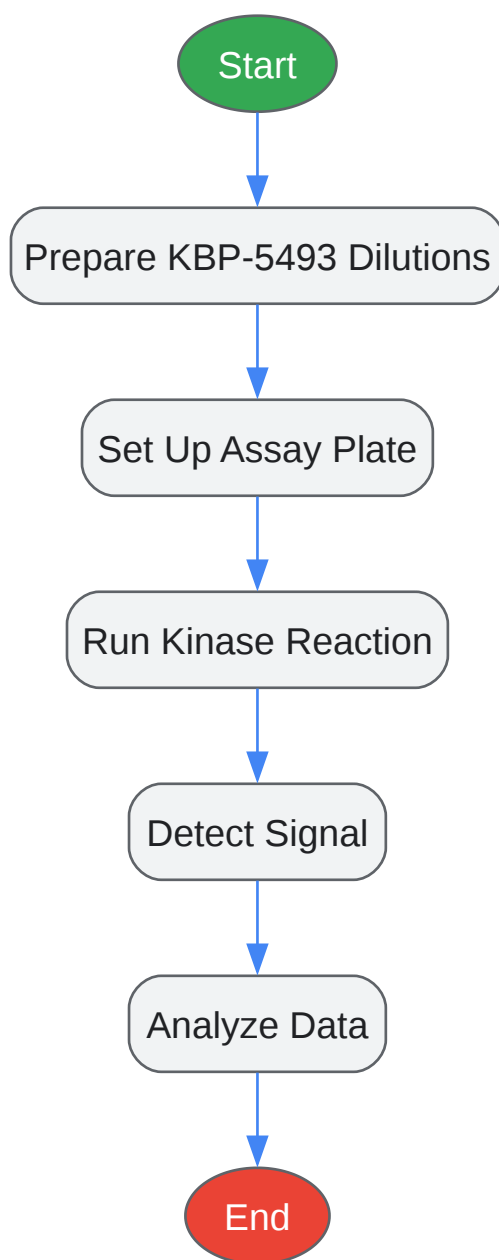 Start
Prepare KBP-5493 Dilutions
Set Up Assay Plate
Run Kinase Reaction
Detect Signal
Analyze Data
End